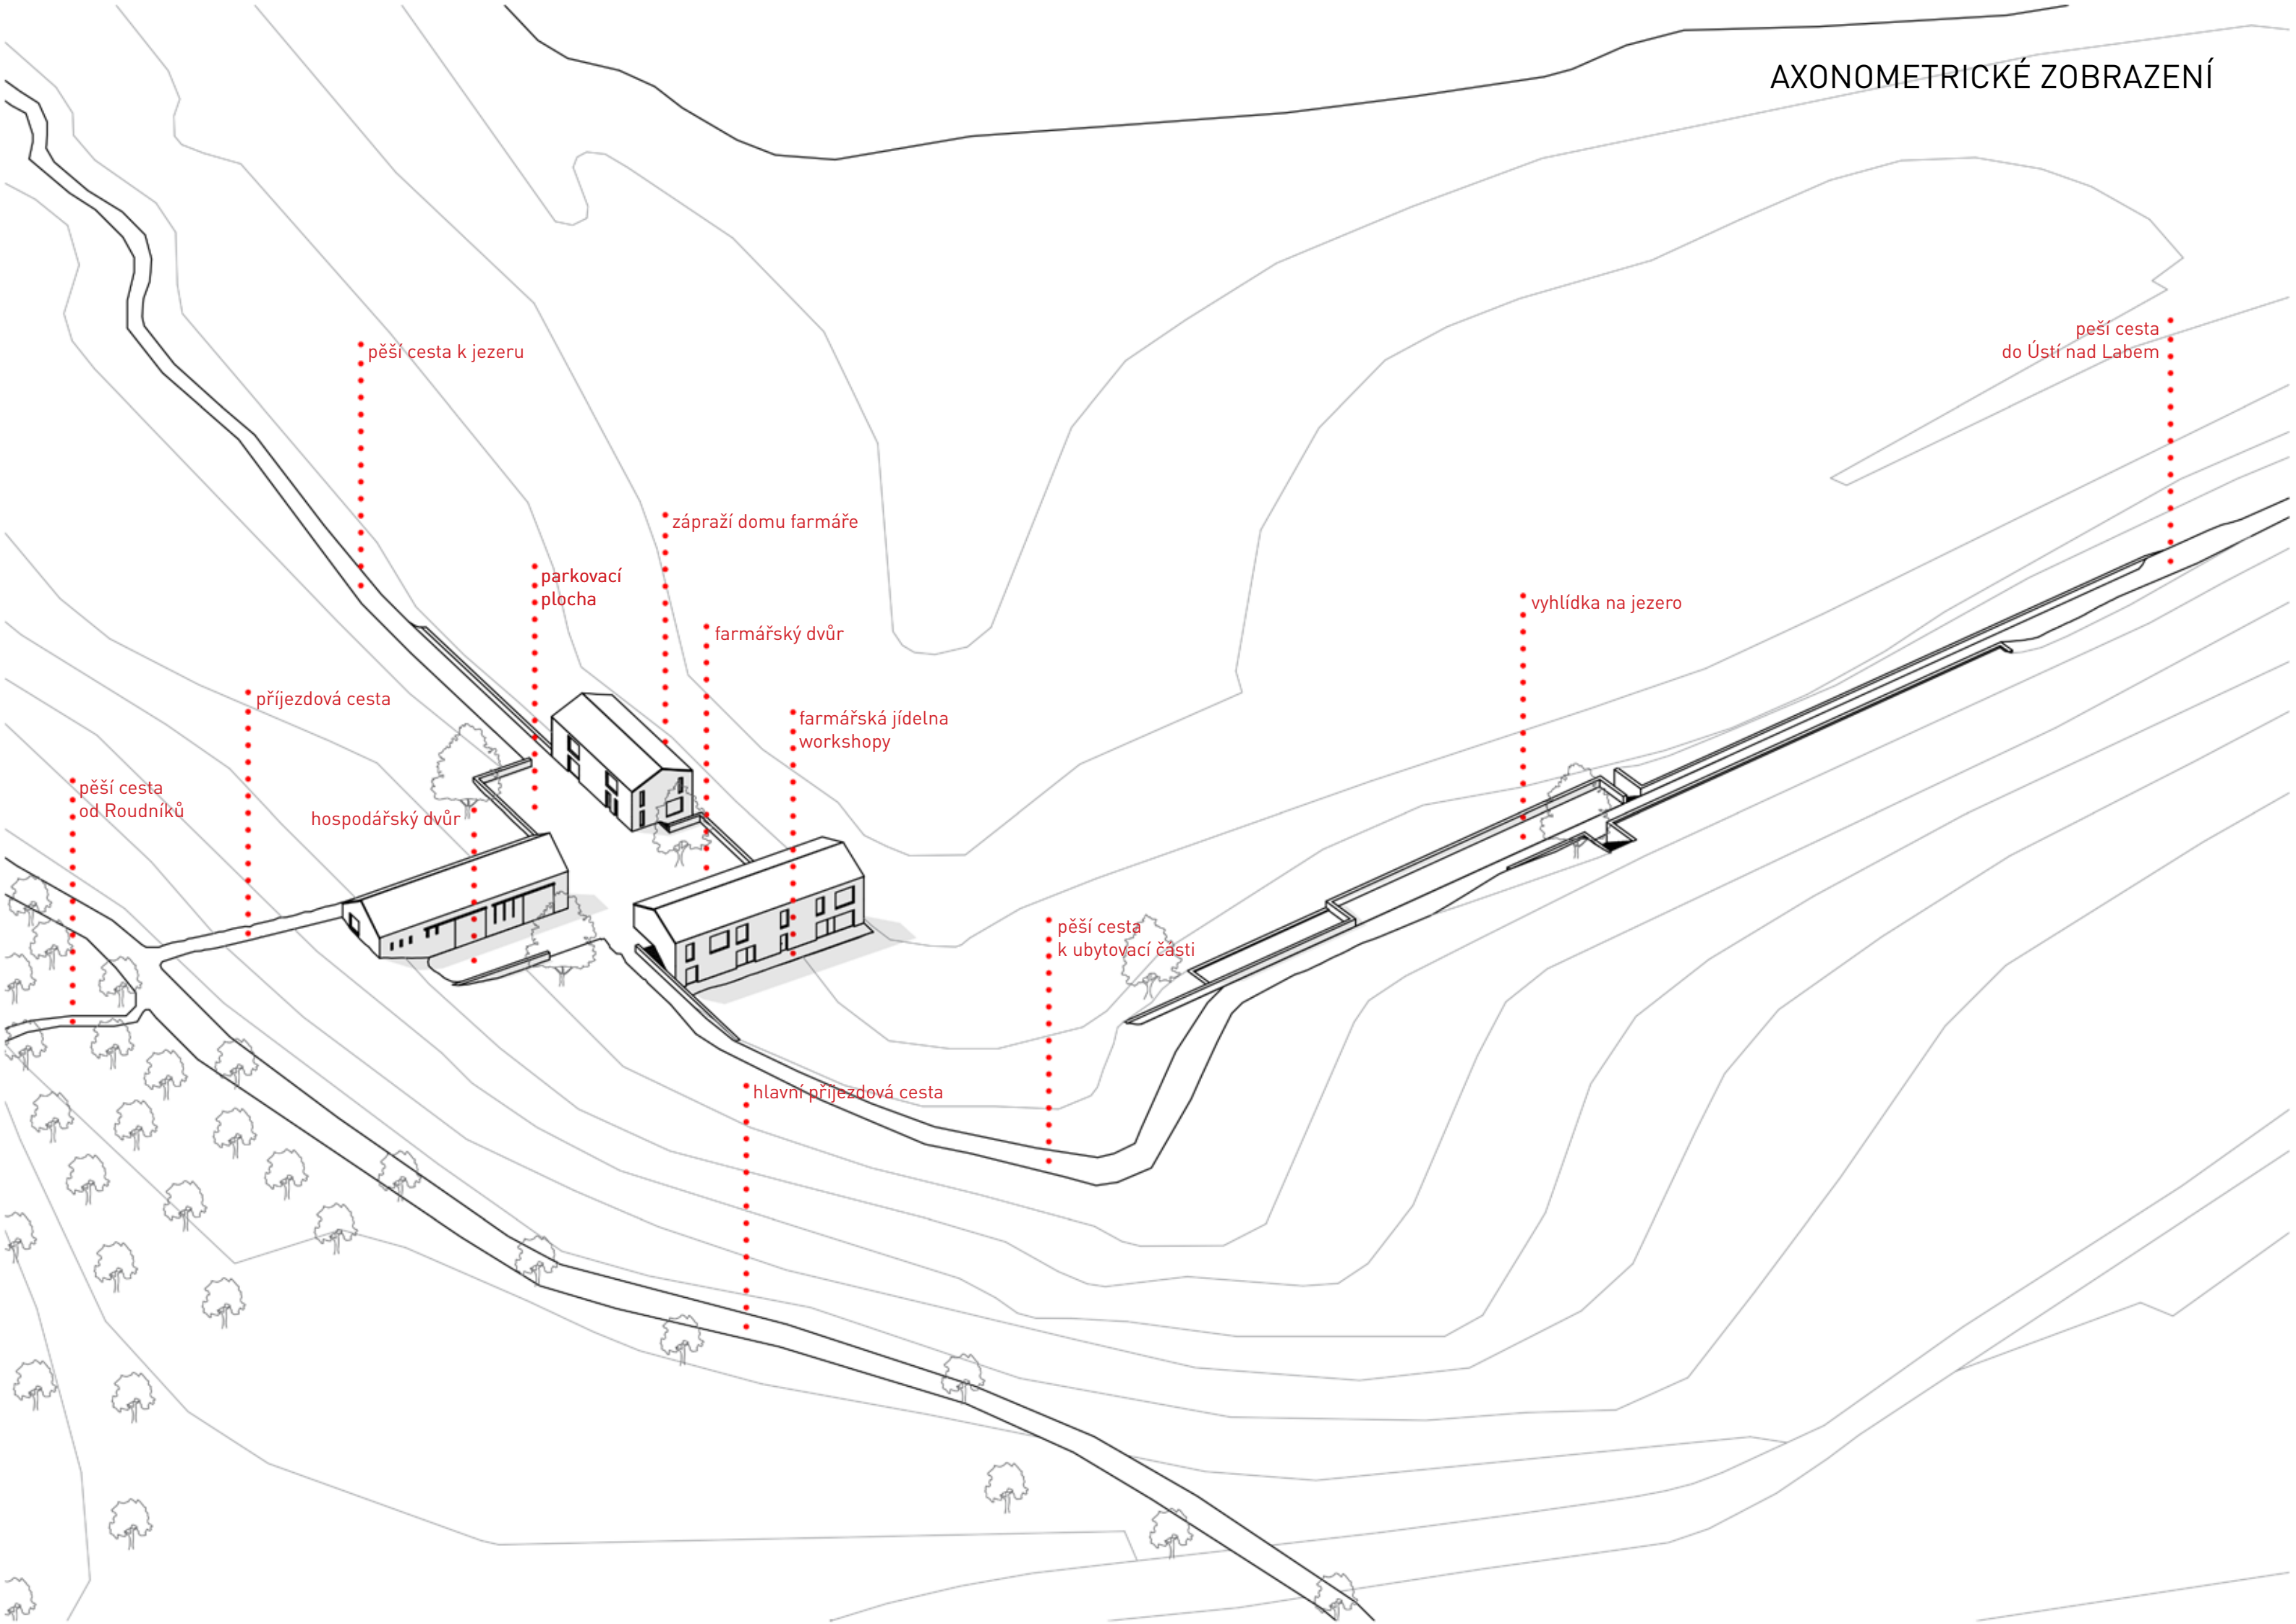 AXONOMETRICKÉ ZOBRAZENÍ
peší cesta
do Ústí nad Labem
pěší cesta k jezeru
zápraží domu farmáře
parkovací
plocha
vyhlídka na jezero
farmářský dvůr
příjezdová cesta
farmářská jídelna
workshopy
pěší cesta
od Roudníků
hospodářský dvůr
pěší cesta
k ubytovací části
hlavní příjezdová cesta